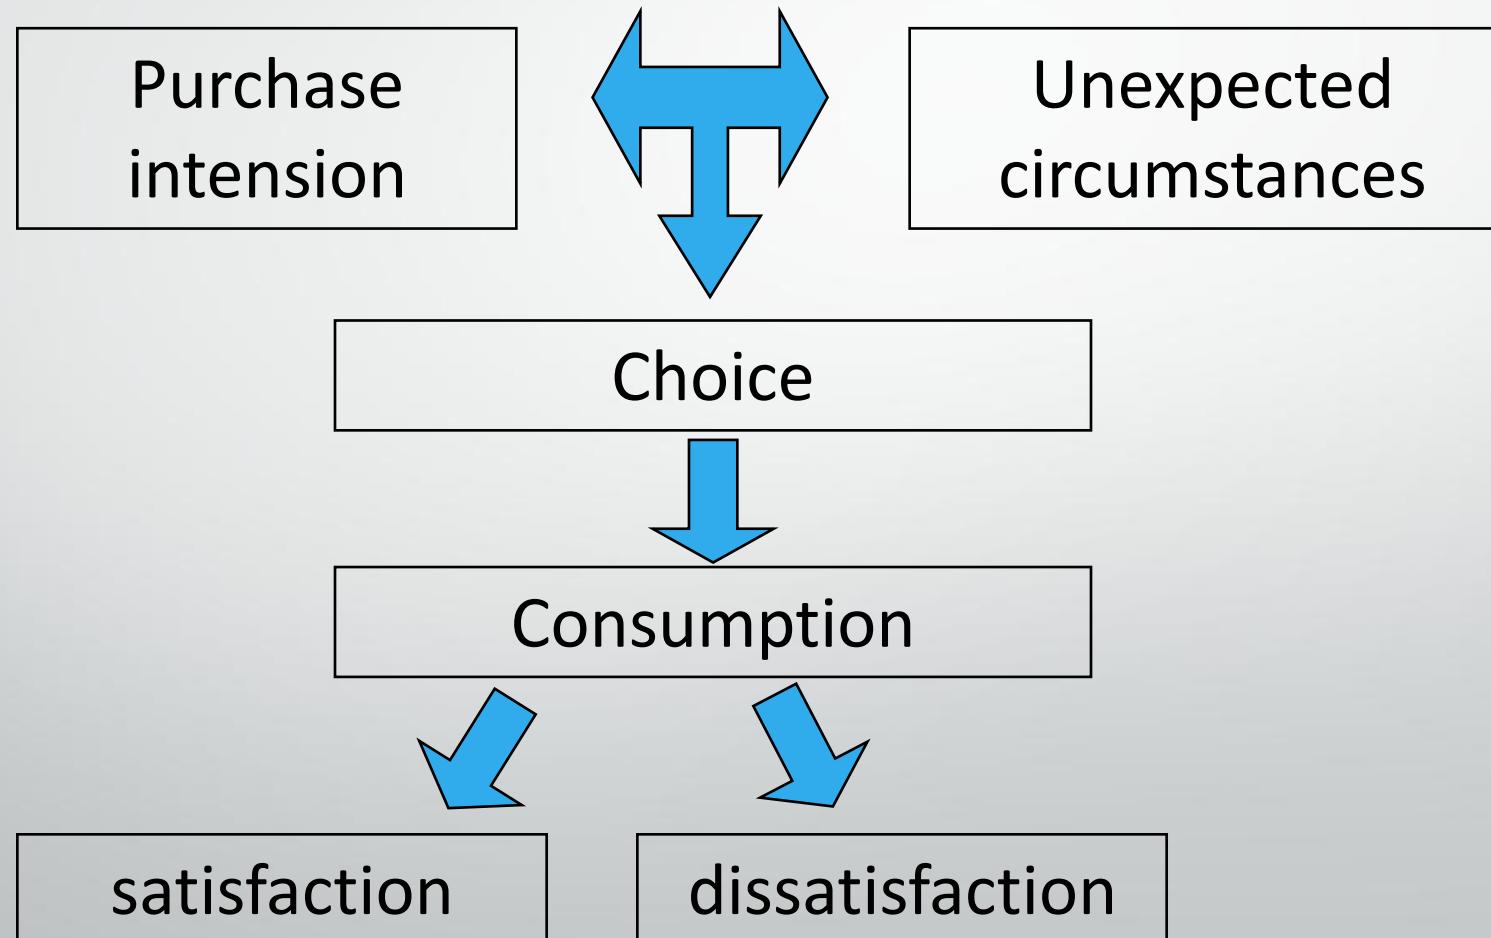 Purchase
intension
Unexpected
circumstances
Choice
Consumption
satisfaction
dissatisfaction